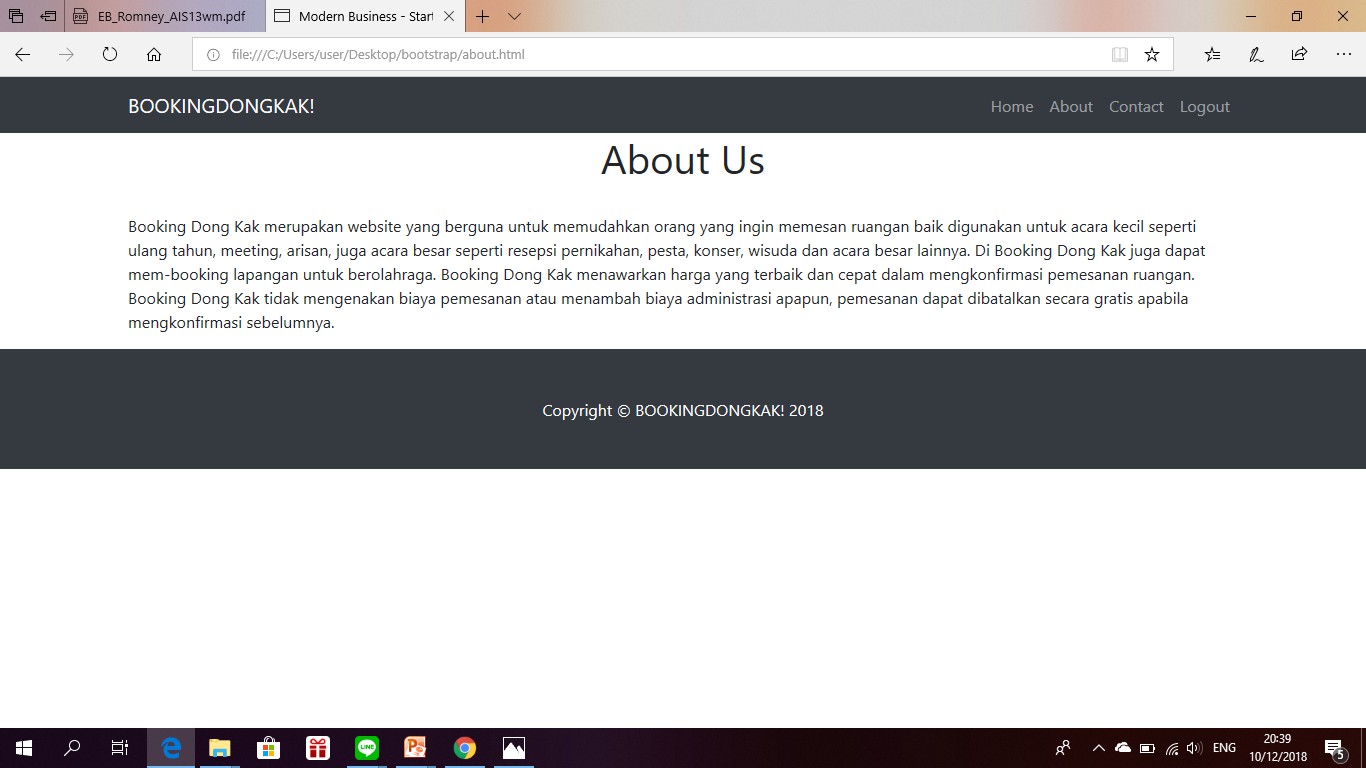 EB_Romney_AIS13wm.pdf
Modern Business - Start
file:///C:/Users/user/Desktop/bootstrap/about.html
BOOKINGDONGKAK!
Home About Contact Logout
About Us
Booking Dong Kak merupakan website yang berguna untuk memudahkan orang yang ingin memesan ruangan baik digunakan untuk acara kecil seperti
ulang tahun, meeting, arisan, juga acara besar seperti resepsi pernikahan, pesta, konser, wisuda dan acara besar lainnya. Di Booking Dong Kak juga dapat
mem-booking lapangan untuk berolahraga. Booking Dong Kak menawarkan harga yang terbaik dan cepat dalam mengkonfirmasi pemesanan ruangan.
Booking Dong Kak tidak mengenakan biaya pemesanan atau menambah biaya administrasi apapun, pemesanan dapat dibatalkan secara gratis apabila
mengkonfirmasi sebelumnya.
Copyright © BOOKINGDONGKAK! 2018
ENG
20:39
10/12/2018
5